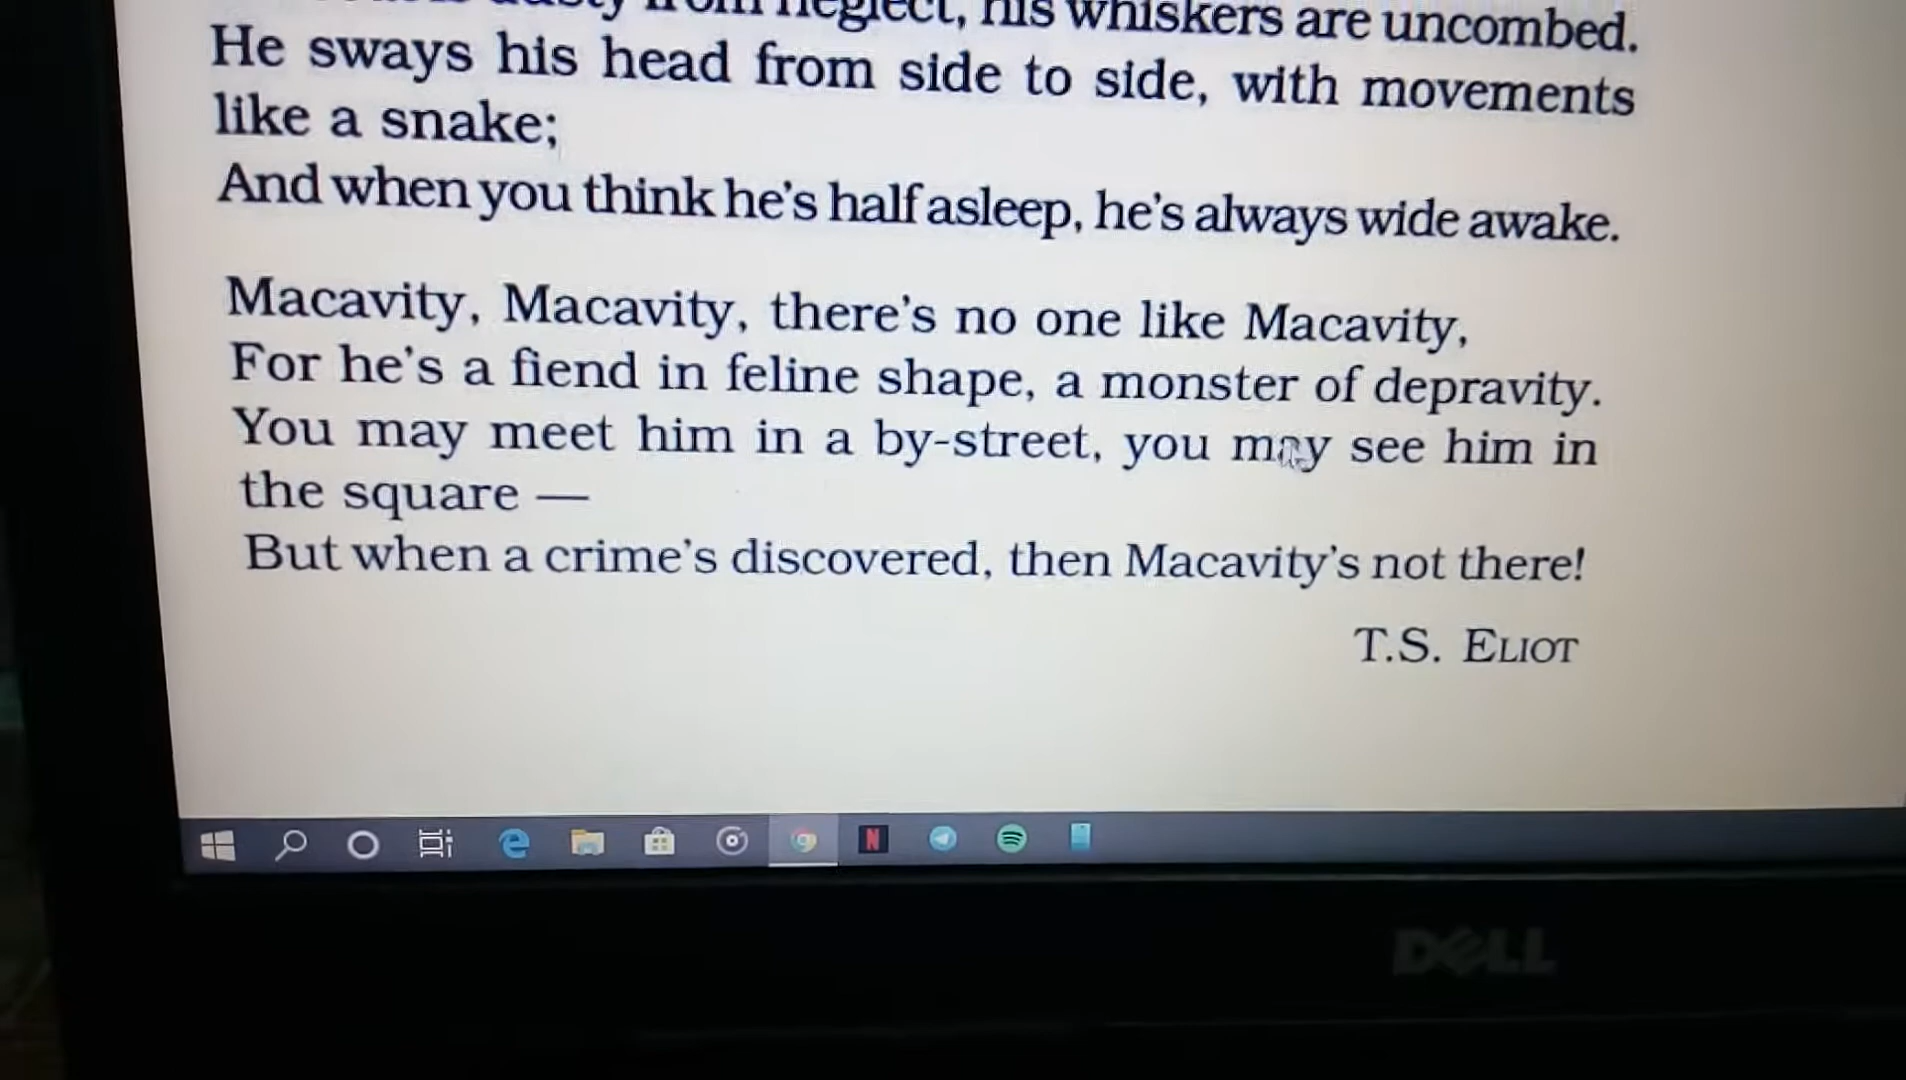 from neglect, his whiskers are uncombed.
He sways his head from side to side, with movements
like a snake;
And when you think he's half asleep, he's always wide awake.
Macavity, Macavity, there's no one like Macavity,
For he's a fiend in feline shape, a monster of depravity.
You may meet him in a by-street, you may see him in
the square —
But when a crime's discovered, then Macavity's not there!
T.S. ELIOT
N
DELL